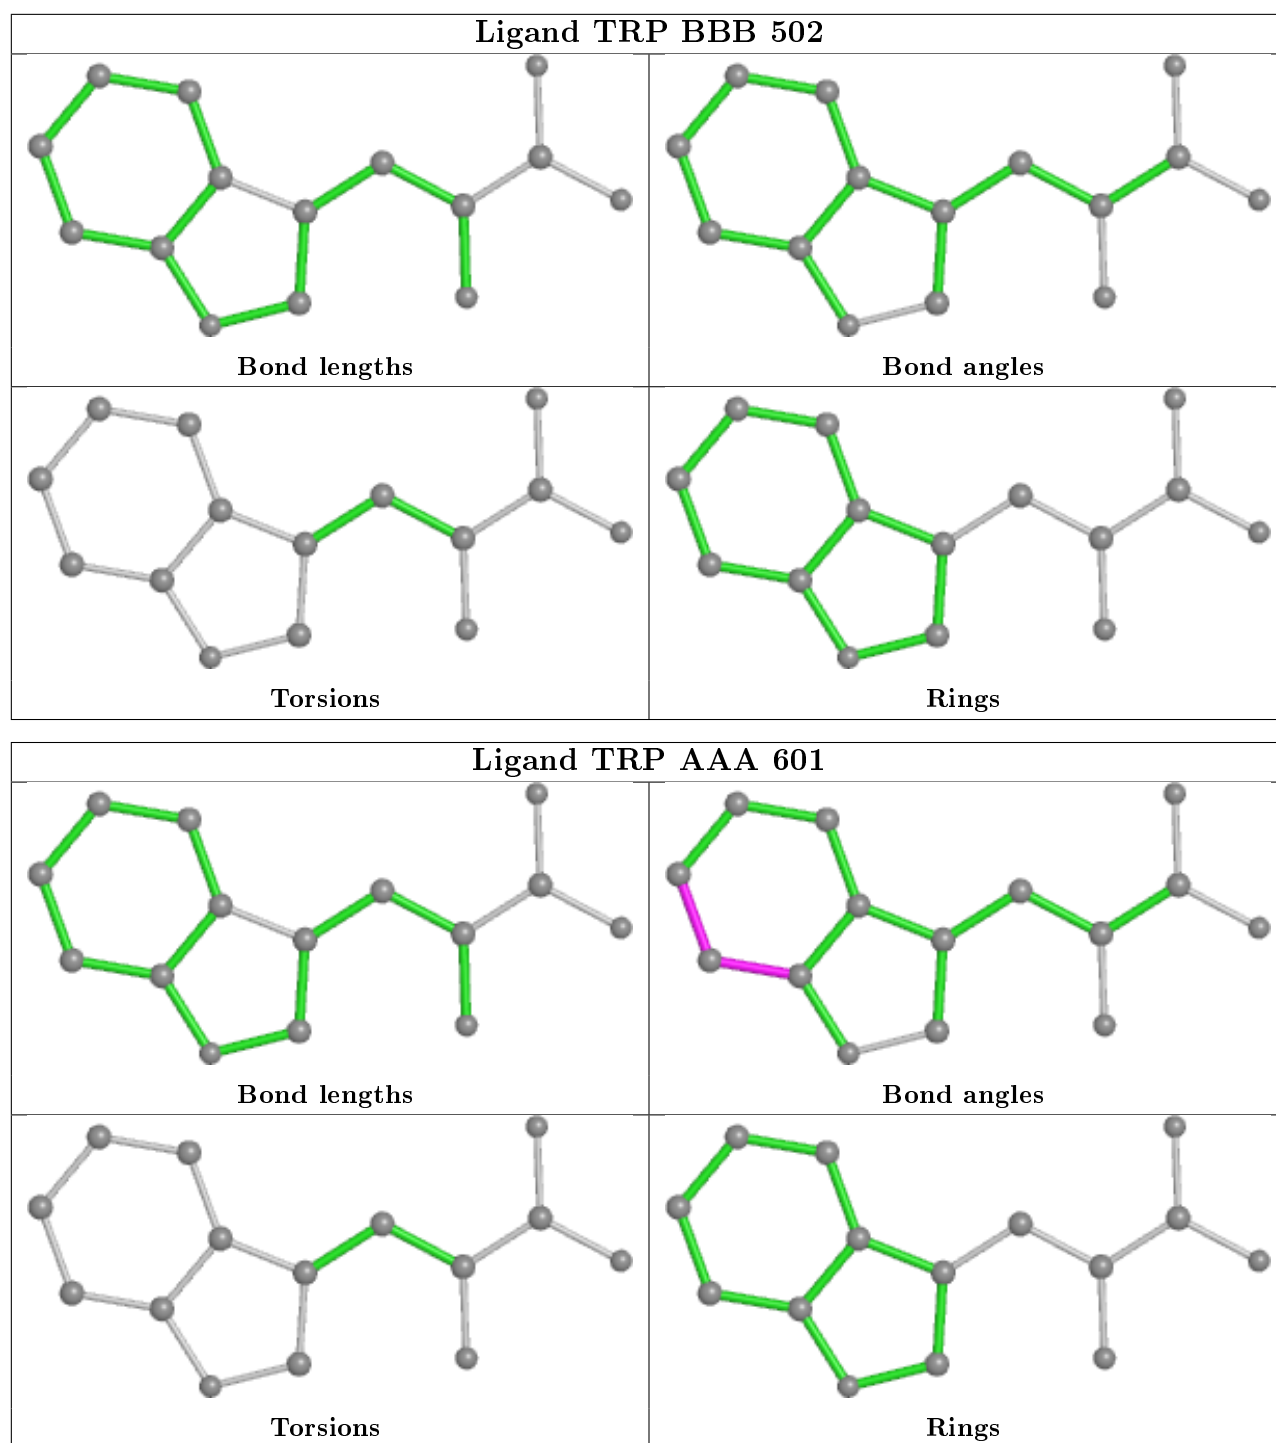 Ligand TRP BBB 502
Bond lengths
Bond angles
Torsions
Rings
Ligand TRP AAA 601
Bond lengths
Bond angles
Torsions
Rings